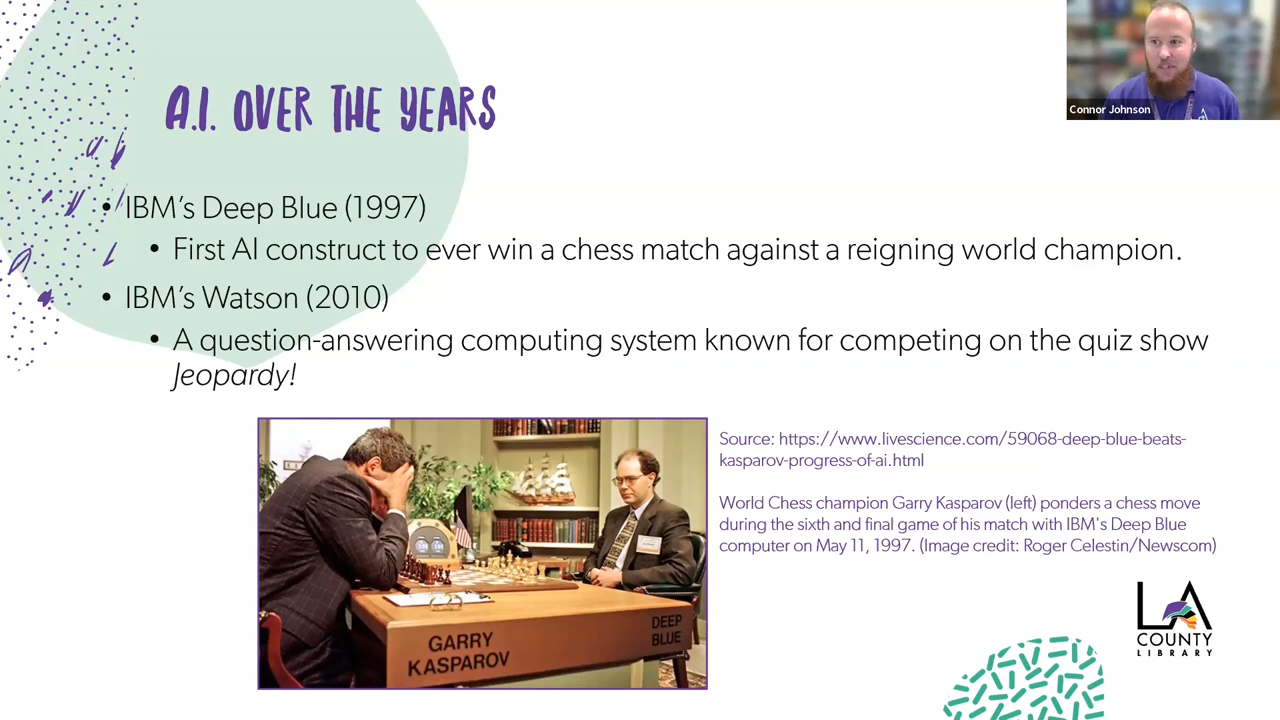 A.I. OVER THE YEARS
Connor Johnson
• IBM’s Deep Blue (1997)
• First AI construct to ever win a chess match against a reigning world champion.
• IBM’s Watson (2010)
• A question-answering computing system known for competing on the quiz show
Jeopardy!
Source: https://www.livescience.com/59068-deep-blue-beats-
kasparov-progress-of-ai.html
World Chess champion Garry Kasparov (left) ponders a chess move
during the sixth and final game of his match with IBM's Deep Blue
computer on May 11, 1997. (Image credit: Roger Celestin/Newscom)
GARRY
KASPAROV
DEEP
BLUE
LA
COUNTY
LIBRARY